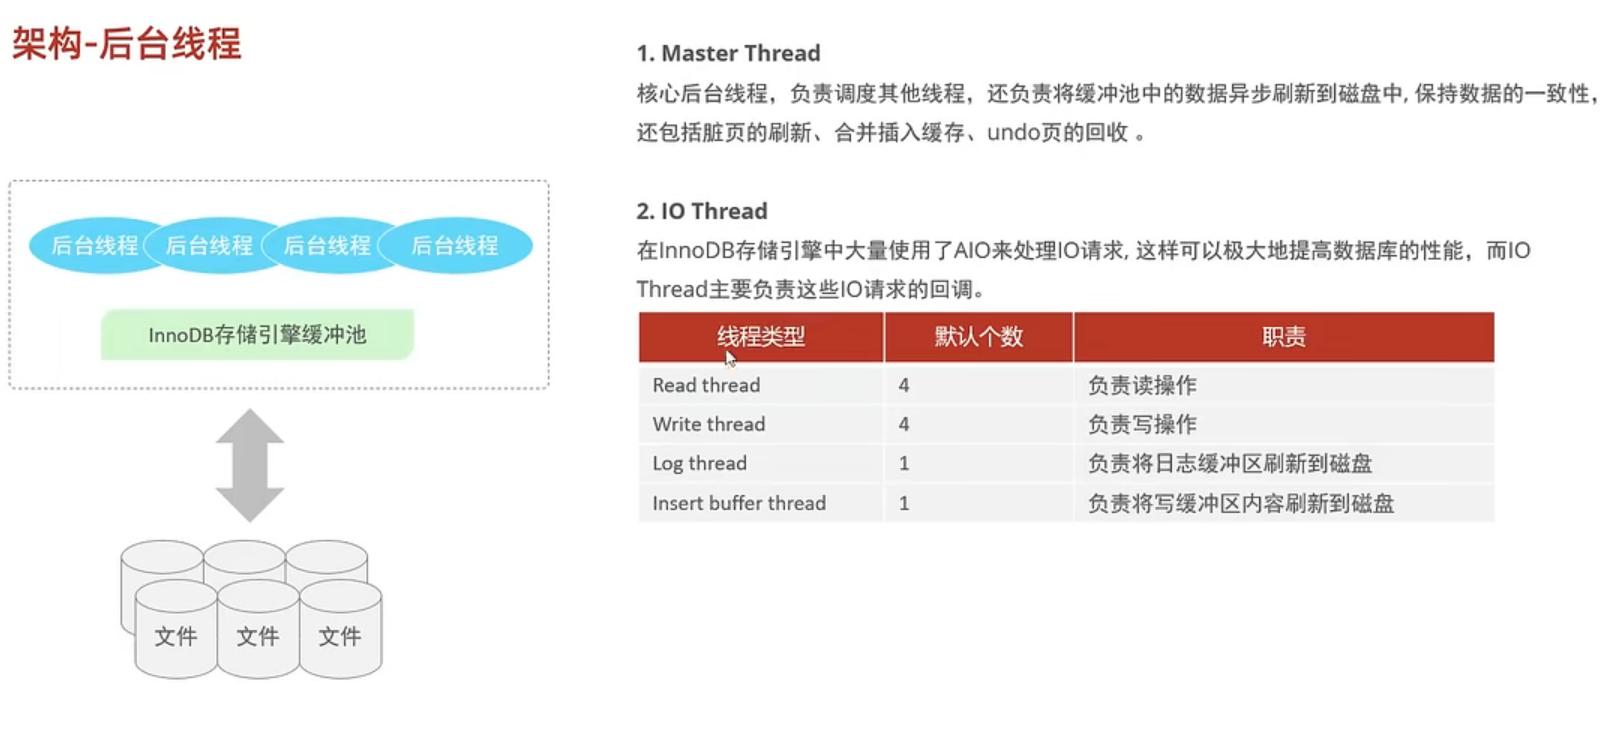 架构-后台线程
后台线程 后台线程 后台线程 后台线程
InnoDB存储引擎缓冲池
文件 文件 文件
1. Master Thread
核心后台线程，负责调度其他线程，还负责将缓冲池中的数据异步刷新到磁盘中, 保持数据的一致性，
还包括脏页的刷新、合并插入缓存、undo页的回收 。
2. IO Thread
在InnoDB存储引擎中大量使用了AIO来处理IO请求, 这样可以极大地提高数据库的性能，而IO
Thread主要负责这些IO请求的回调。
线程类型 默认个数 职责
Read thread 4 负责读操作
Write thread 4 负责写操作
Log thread 1 负责将日志缓冲区刷新到磁盘
Insert buffer thread 1 负责将写缓冲区内容刷新到磁盘